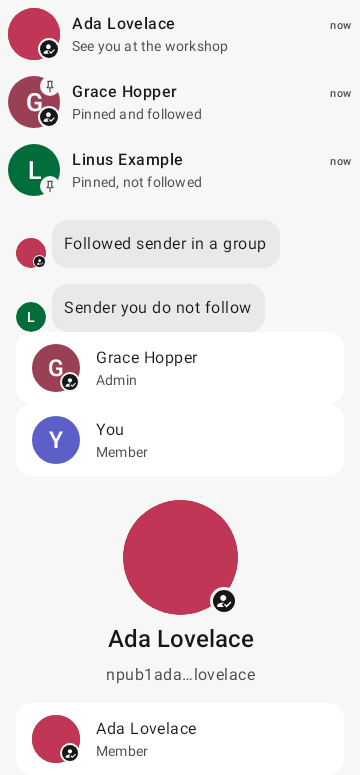 Ada Lovelace
now
See you at the workshop
G
Grace Hopper
now
Pinned and followed
L
Linus Example
now
Pinned, not followed
Followed sender in a group
L
Sender you do not follow
G
Grace Hopper
Admin
Y
You
Member
Ada Lovelace
npub1ada…lovelace
Ada Lovelace
Member